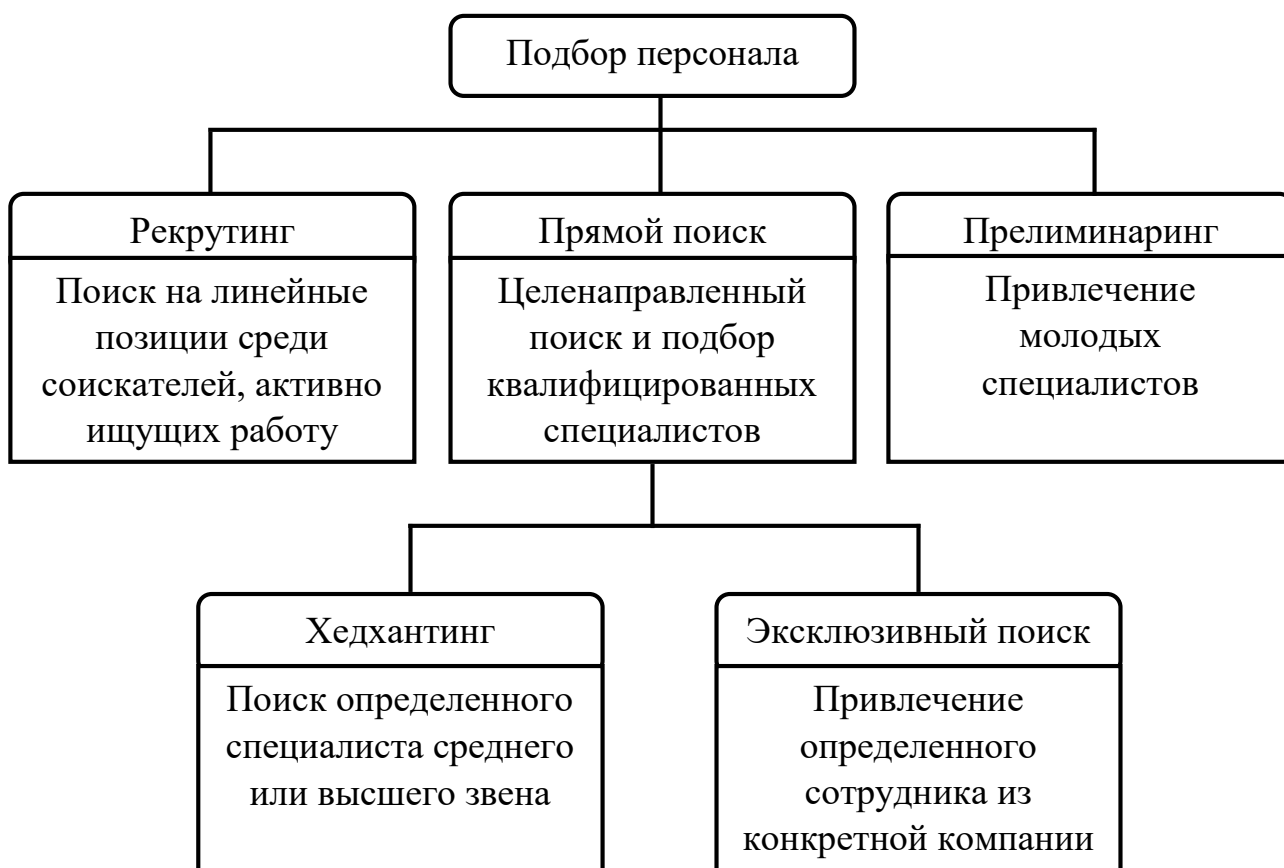 Подбор персонала
Рекрутинг
Поиск на линейные
позиции среди
соискателей, активно
ищущих работу
Прямой поиск
Целенаправленный
поиск и подбор
квалифицированных
специалистов
Прелиминаринг
Привлечение
молодых
специалистов
Хедхантинг
Поиск определенного
специалиста среднего
или высшего звена
Эксклюзивный поиск
Привлечение
определенного
сотрудника из
конкретной компании